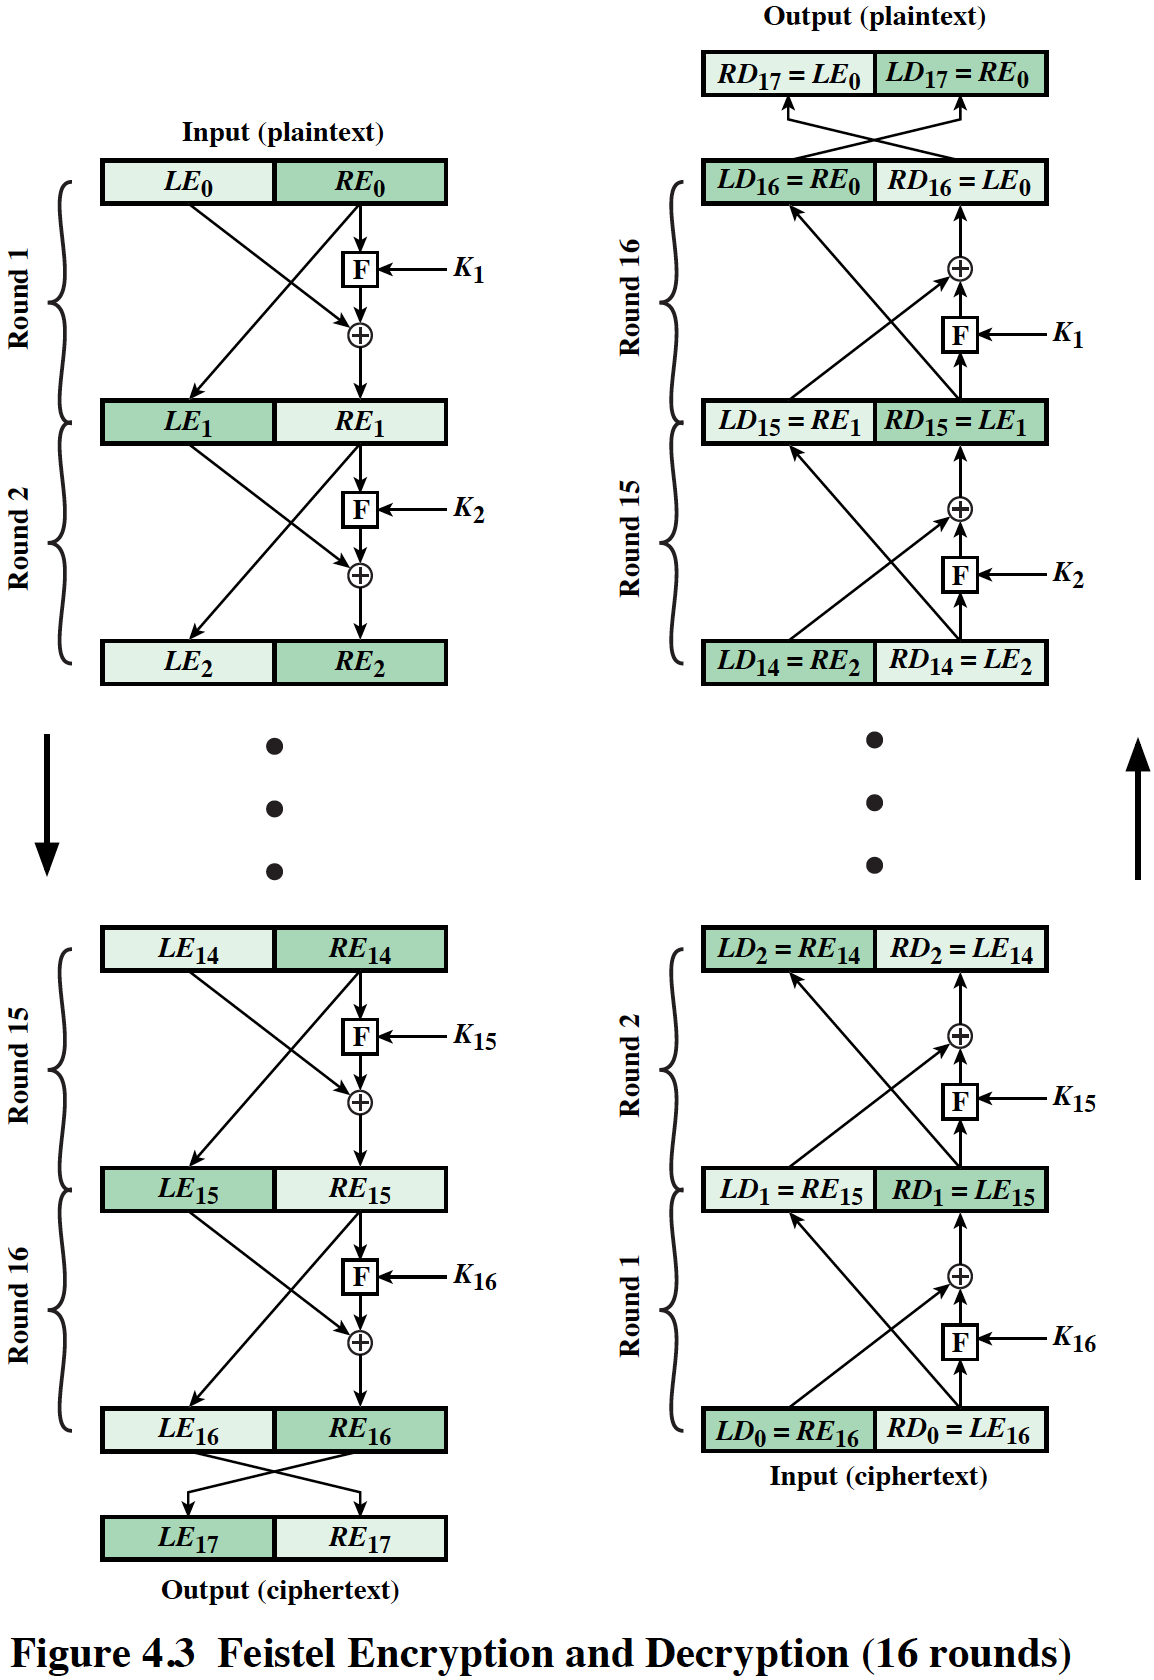 Input (plaintext)
LE0 RE0
Round 1
F K1
LE1 RE1
Round 2
F K2
LE2 RE2
LE14 RE14
Round 15
F K15
LE15 RE15
Round 16
F K16
LE16 RE16
LE17 RE17
Output (ciphertext)
Output (plaintext)
RD17 = LE0 LD17 = RE0
LD16 = RE0 RD16 = LE0
Round 16
F K1
LD15 = RE1 RD15 = LE1
Round 15
F K2
LD14 = RE2 RD14 = LE2
LD2 = RE14 RD2 = LE14
Round 2
F K15
LD1 = RE15 RD1 = LE15
Round 1
F K16
LD0 = RE16 RD0 = LE16
Input (ciphertext)
Figure 4.3 Feistel Encryption and Decryption (16 rounds)